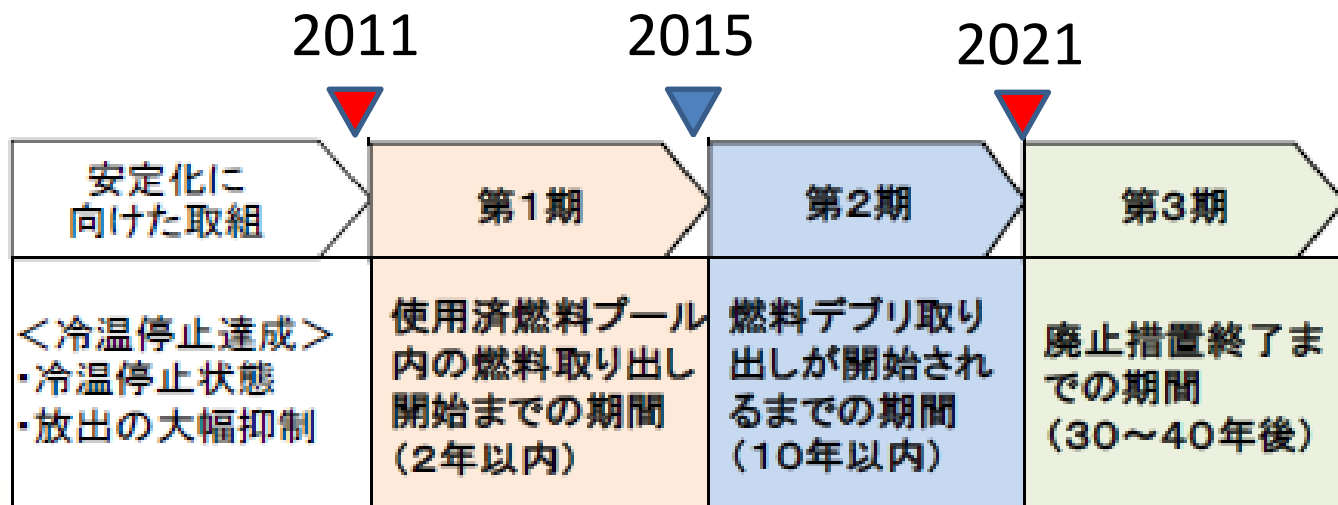 2011
2015
2021
安定化に
向けた取組
第1期
第2期
第3期
＜冷温停止達成＞
・冷温停止状態
・放出の大幅抑制
使用済燃料プール
内の燃料取り出し
開始までの期間
(2年以内)
燃料デブリ取り
出しが開始され
るまでの期間
(10年以内)
廃止措置終了ま
での期間
(30～40年後)